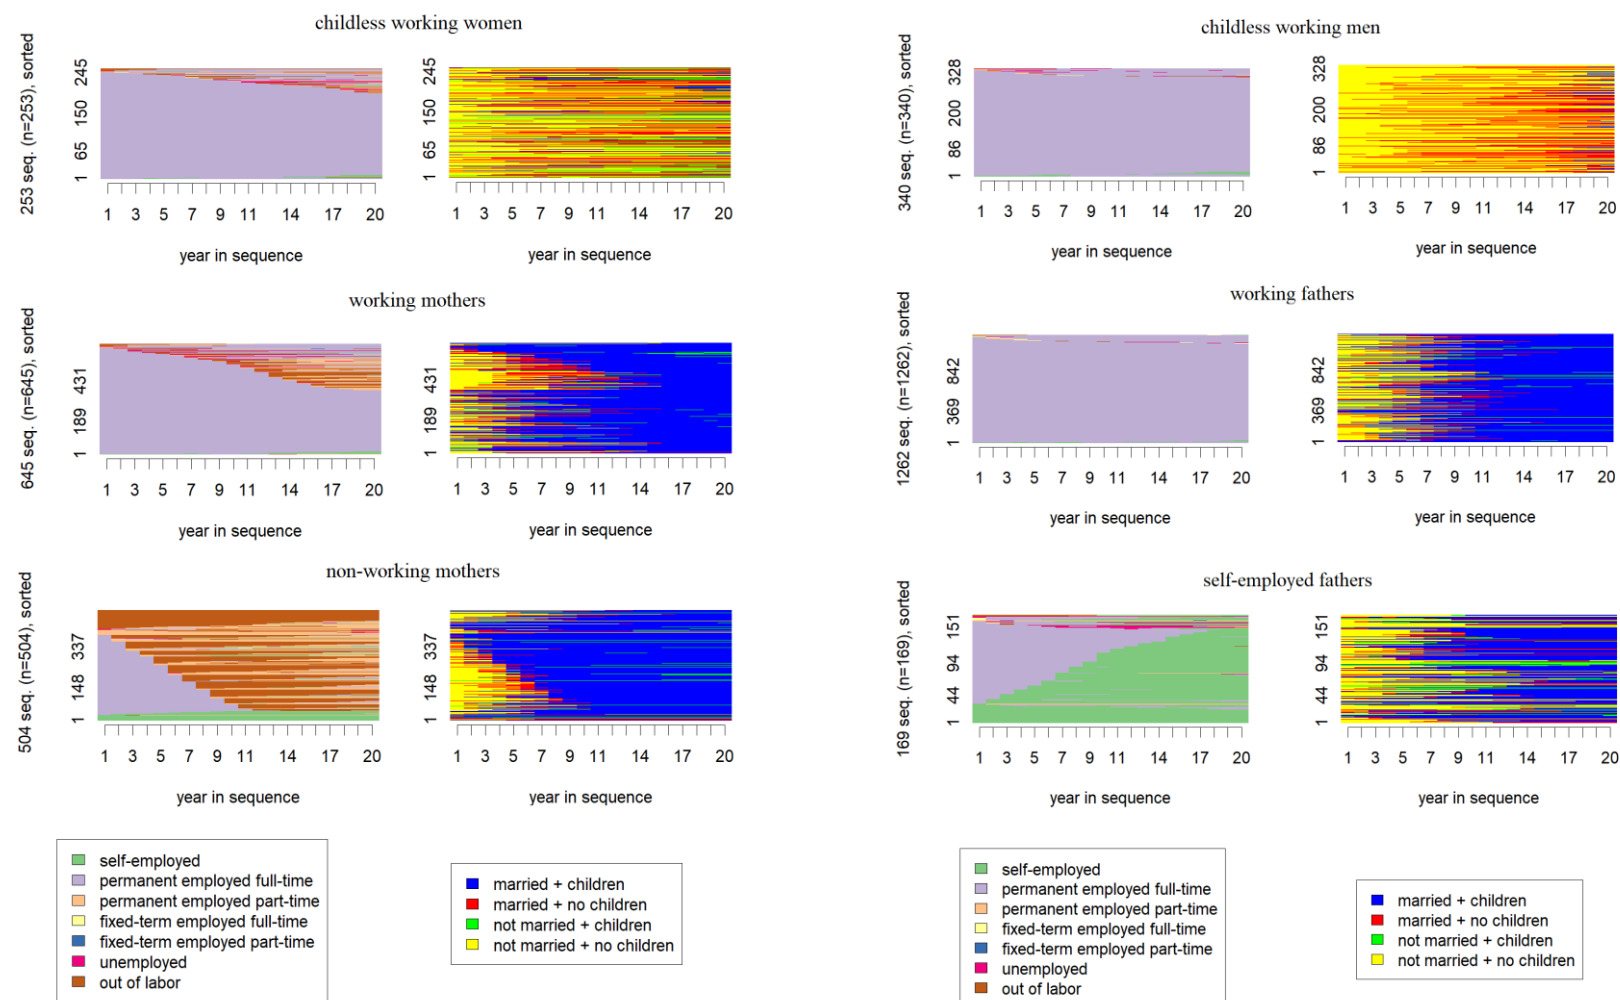 childless working women
253 seq. (n=253), sorted
245
150
65
1
1 3 5 7 9 11 14 17 20
1 3 5 7 9 11 14 17 20
year in sequence
year in sequence
working mothers
645 seq. (n=645), sorted
431
189
1
431
189
1
1 3 5 7 9 11 14 17 20
1 3 5 7 9 11 14 17 20
year in sequence
year in sequence
non-working mothers
504 seq. (n=504), sorted
337
148
1
337
148
1
1 3 5 7 9 11 14 17 20
1 3 5 7 9 11 14 17 20
year in sequence
year in sequence
self-employed
permanent employed full-time
permanent employed part-time
fixed-term employed full-time
fixed-term employed part-time
unemployed
out of labor
married + children
married + no children
not married + children
not married + no children
childless working men
340 seq. (n=340), sorted
328
200
86
1
328
200
86
1
1 3 5 7 9 11 14 17 20
1 3 5 7 9 11 14 17 20
year in sequence
year in sequence
working fathers
1262 seq. (n=1262), sorted
842
369
1
842
369
1
1 3 5 7 9 11 14 17 20
1 3 5 7 9 11 14 17 20
year in sequence
year in sequence
self-employed fathers
169 seq. (n=169), sorted
151
94
44
1
151
94
44
1
1 3 5 7 9 11 14 17 20
1 3 5 7 9 11 14 17 20
year in sequence
year in sequence
self-employed
permanent employed full-time
permanent employed part-time
fixed-term employed full-time
fixed-term employed part-time
unemployed
out of labor
married + children
married + no children
not married + children
not married + no children